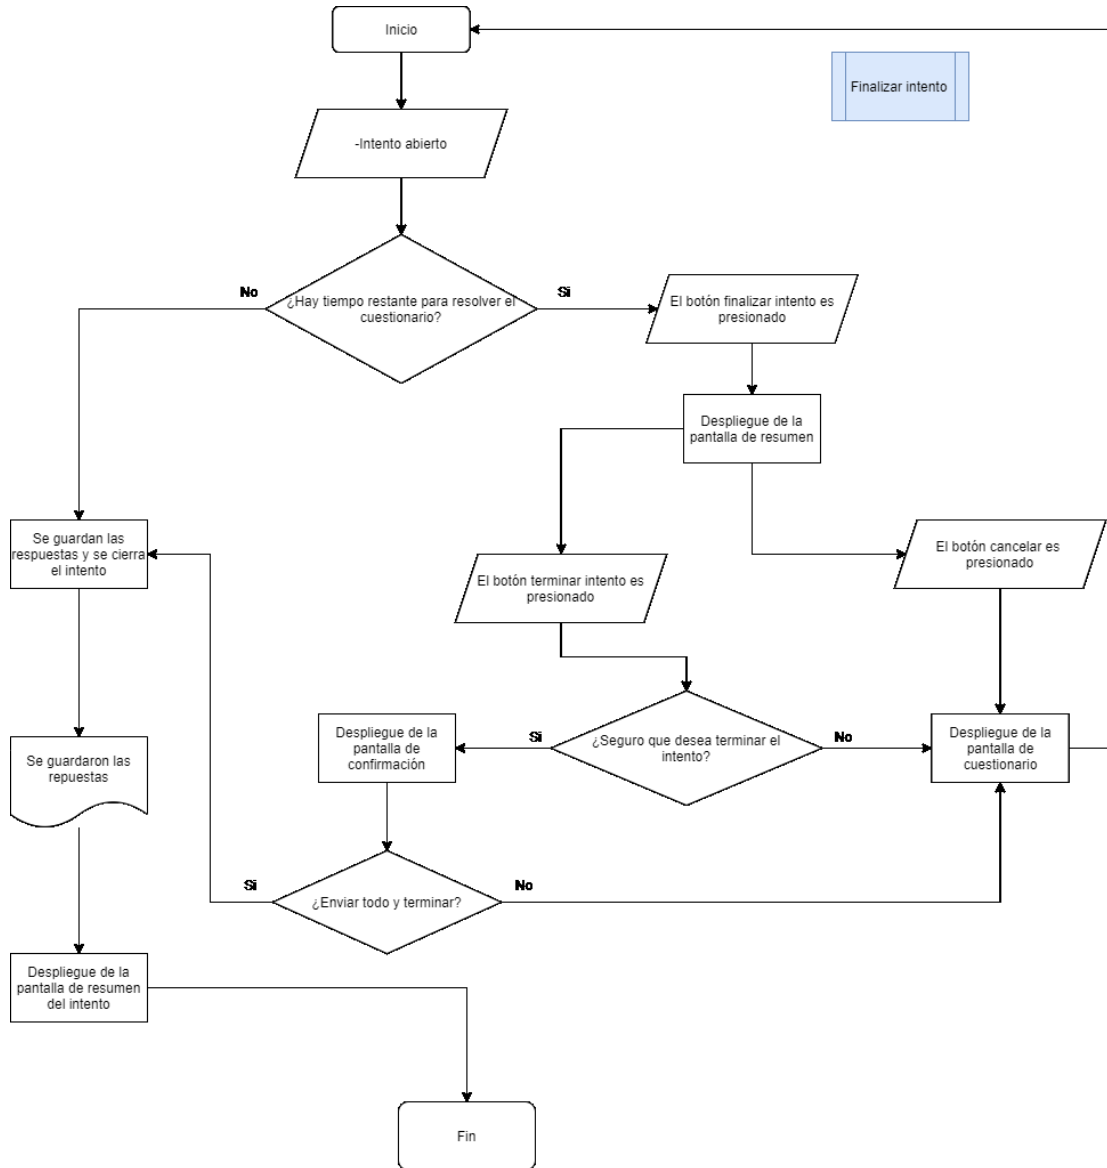 Inicio
Finalizar intento
-Intento abierto
No
¿Hay tiempo restante para resolver el
cuestionario?
Si
El botón finalizar intento es
presionado
Despliegue de la
pantalla de resumen
Se guardan las
respuestas y se cierra
el intento
El botón terminar intento es
presionado
El botón cancelar es
presionado
Despliegue de la
pantalla de
confirmación
Si
¿Seguro que desea terminar el
intento?
No
Despliegue de la
pantalla de
cuestionario
Se guardaron las
repuestas
Si
¿Enviar todo y terminar?
No
Despliegue de la
pantalla de resumen
del intento
Fin